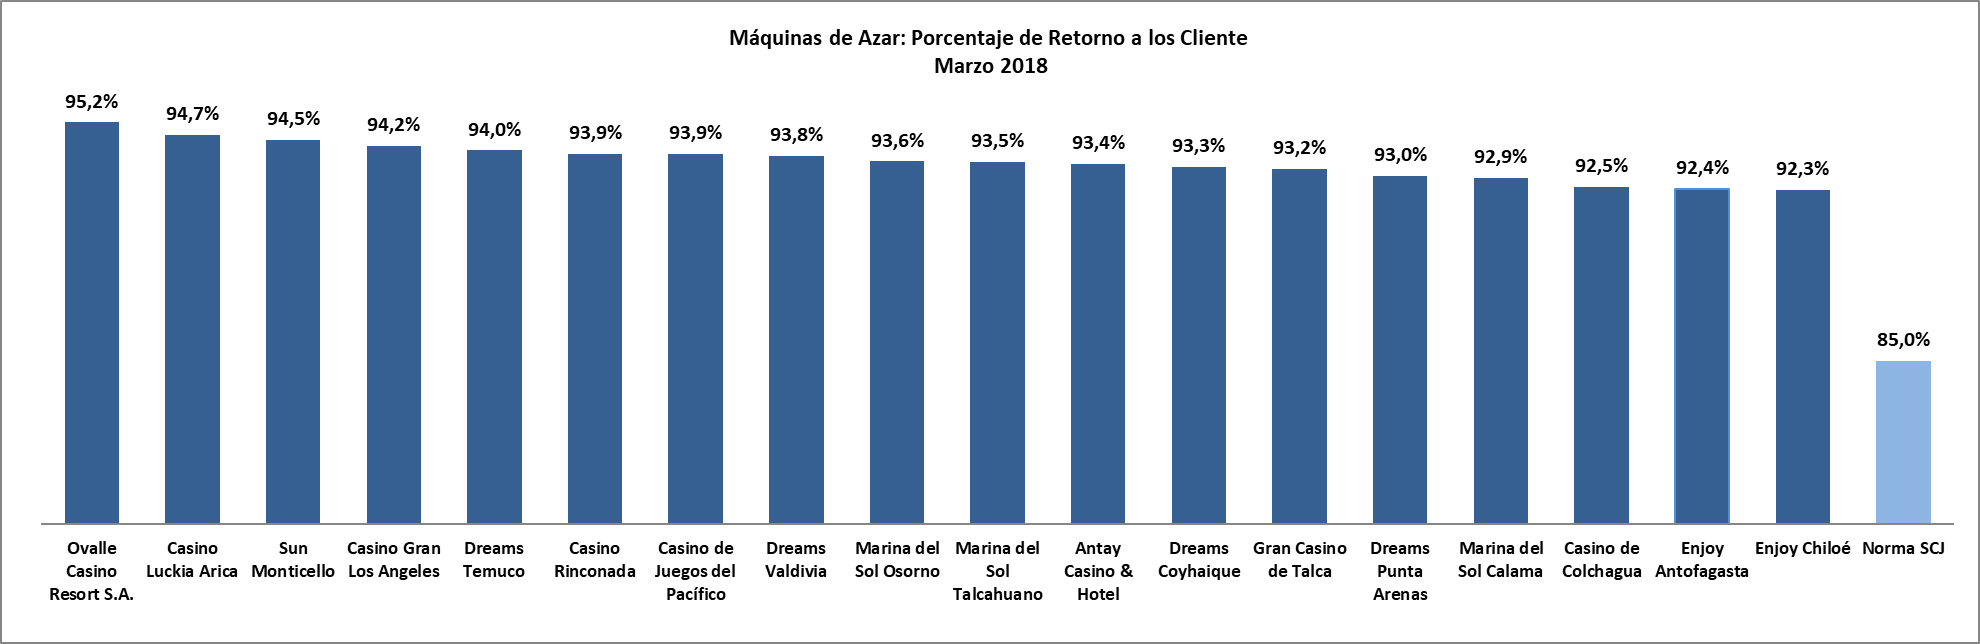 Máquinas de Azar: Porcentaje de Retorno a los Cliente
Marzo 2018
95,2%
94,7%
94,5%
94,2%
94,0%
93,9%
93,9%
93,8%
93,6%
93,5%
93,4%
93,3%
93,2%
93,0%
92,9%
92,5%
92,4%
92,3%
85,0%
Ovalle
Casino
Resort S.A.
Casino
Luckia Arica
Sun
Monticello
Casino Gran
Los Angeles
Dreams
Temuco
Casino
Rinconada
Casino de
Juegos del
Pacífico
Dreams
Valdivia
Marina del
Sol Osorno
Marina del
Sol
Talcahuano
Antay
Casino &
Hotel
Dreams
Coyhaique
Gran Casino
de Talca
Dreams
Punta
Arenas
Marina del
Sol Calama
Casino de
Colchagua
Enjoy
Antofagasta
Enjoy Chiloé
Norma SCJ